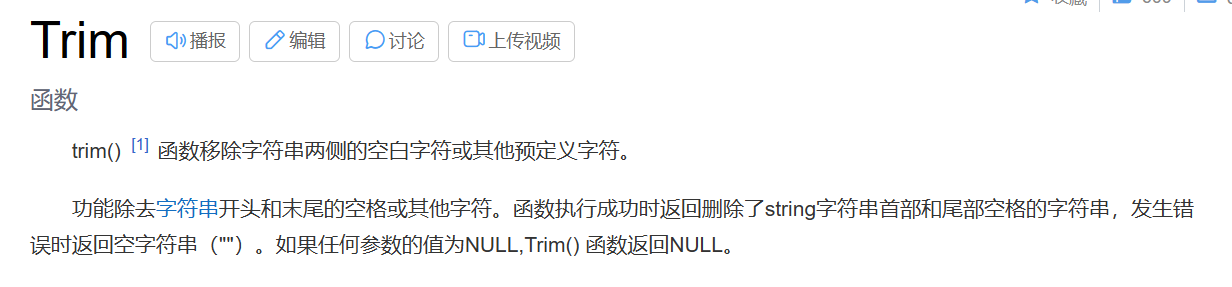 收藏
Trim 播报 编辑 讨论 上传视频
函数
trim() [1] 函数移除字符串两侧的空白字符或其他预定义字符。
功能除去字符串开头和末尾的空格或其他字符。函数执行成功时返回删除了string字符串首部和尾部空格的字符串，发生错
误时返回空字符串（""）。如果任何参数的值为NULL,Trim() 函数返回NULL。